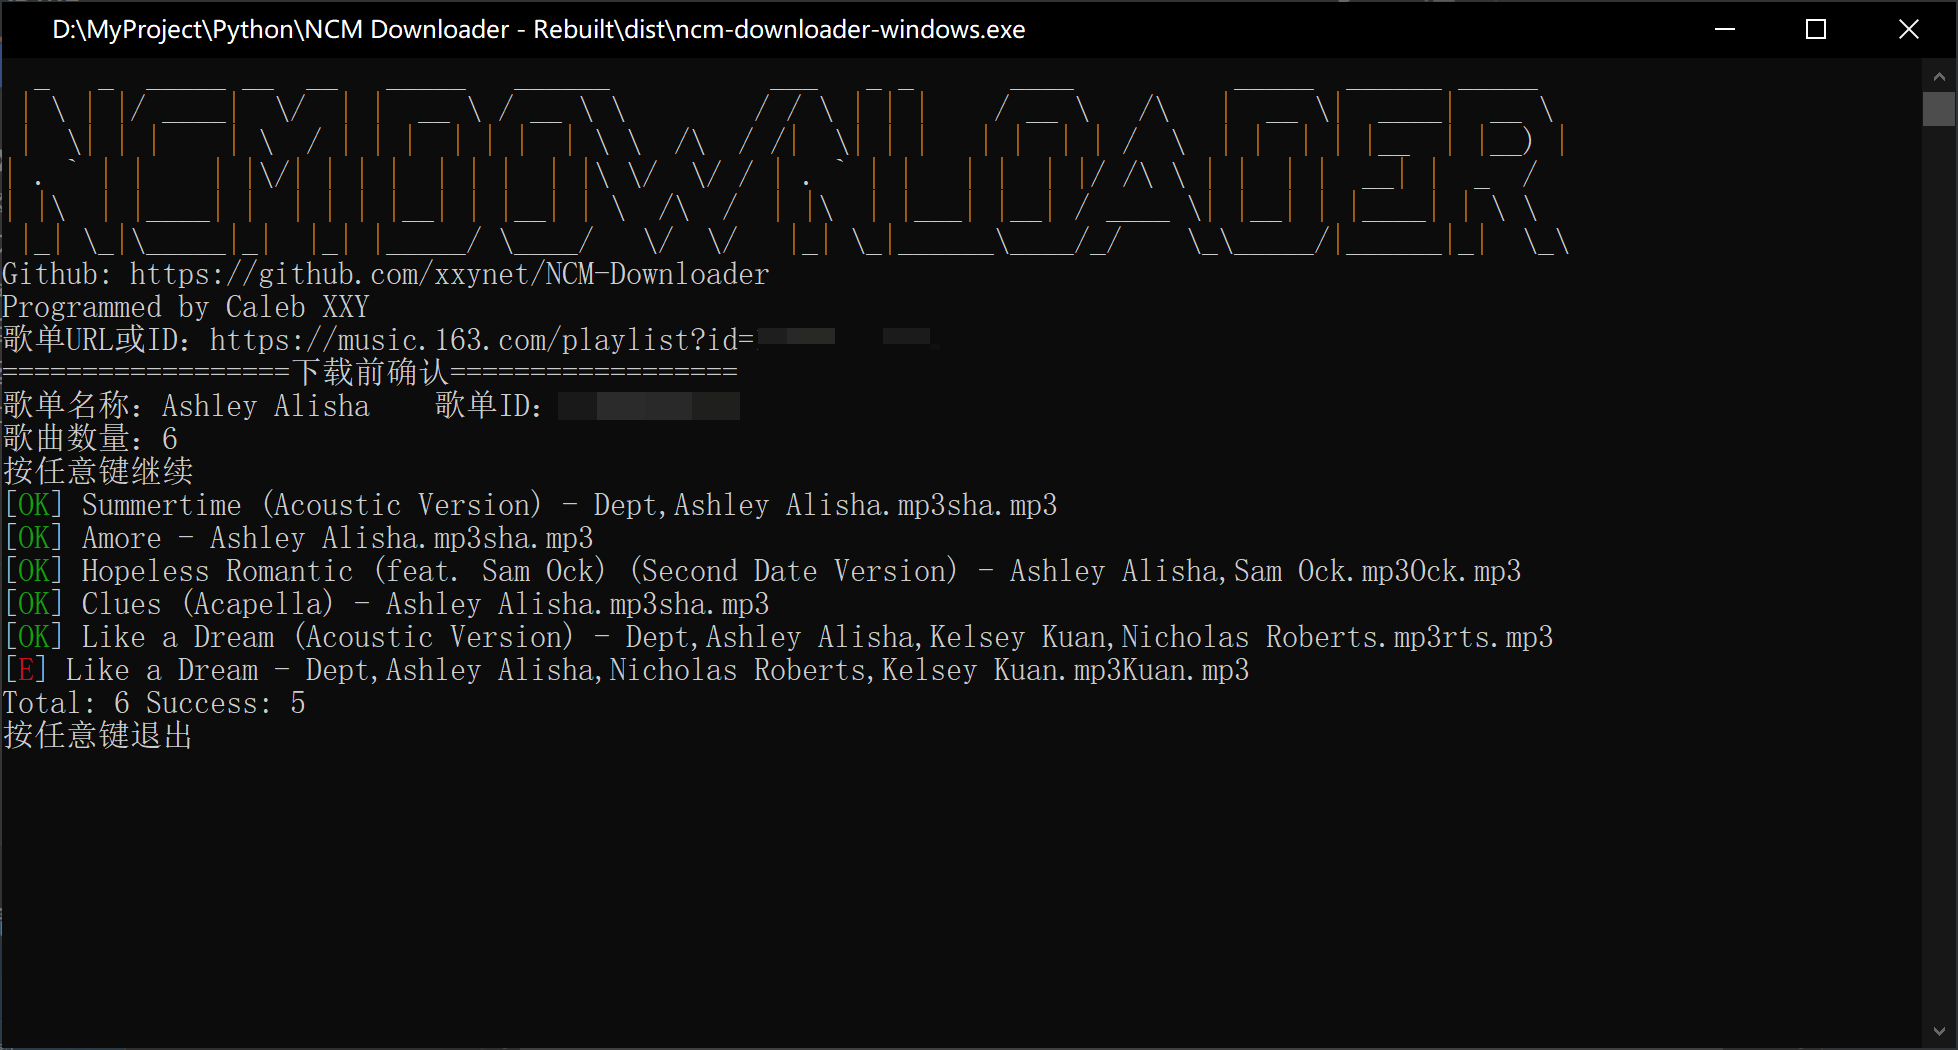 D:\MyProject\Python\NCM Downloader - Rebuilt\dist\ncm-downloader-windows.exe
NCMDOWNLOADER
Github: https://github.com/xxynet/NCM-Downloader
Programmed by Caleb XXY
歌单URL或ID：https://music.163.com/playlist?id=
==================下载前确认==================
歌单名称：Ashley Alisha    歌单ID：
歌曲数量：6
按任意键继续
[OK] Summertime (Acoustic Version) - Dept,Ashley Alisha.mp3sha.mp3
[OK] Amore - Ashley Alisha.mp3sha.mp3
[OK] Hopeless Romantic (feat. Sam Ock) (Second Date Version) - Ashley Alisha,Sam Ock.mp3Ock.mp3
[OK] Clues (Acapella) - Ashley Alisha.mp3sha.mp3
[OK] Like a Dream (Acoustic Version) - Dept,Ashley Alisha,Kelsey Kuan,Nicholas Roberts.mp3rts.mp3
[E] Like a Dream - Dept,Ashley Alisha,Nicholas Roberts,Kelsey Kuan.mp3Kuan.mp3
Total: 6 Success: 5
按任意键退出